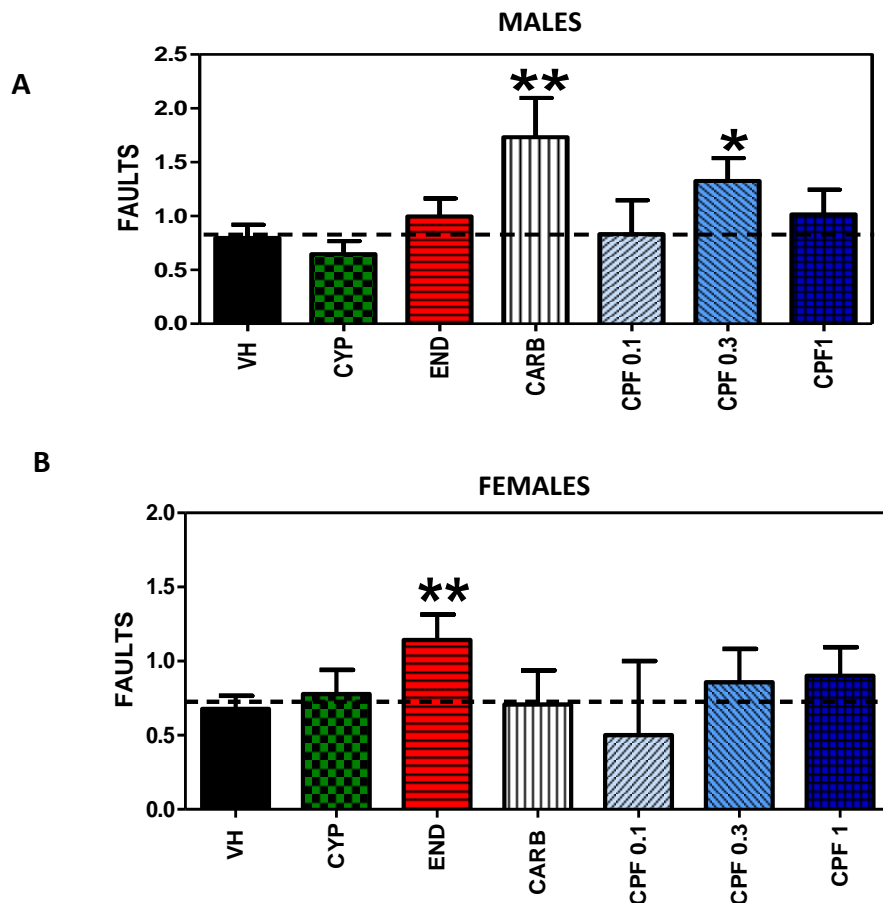 MALES
A
FAULTS
2.5
2.0
1.5
1.0
0.5
0.0
**
*
VH
CYP
END
CARB
CPF 0.1
CPF 0.3
CPF1
B
FEMALES
FAULTS
2.0
1.5
1.0
0.5
0.0
**
VH
CYP
END
CARB
CPF 0.1
CPF 0.3
CPF 1